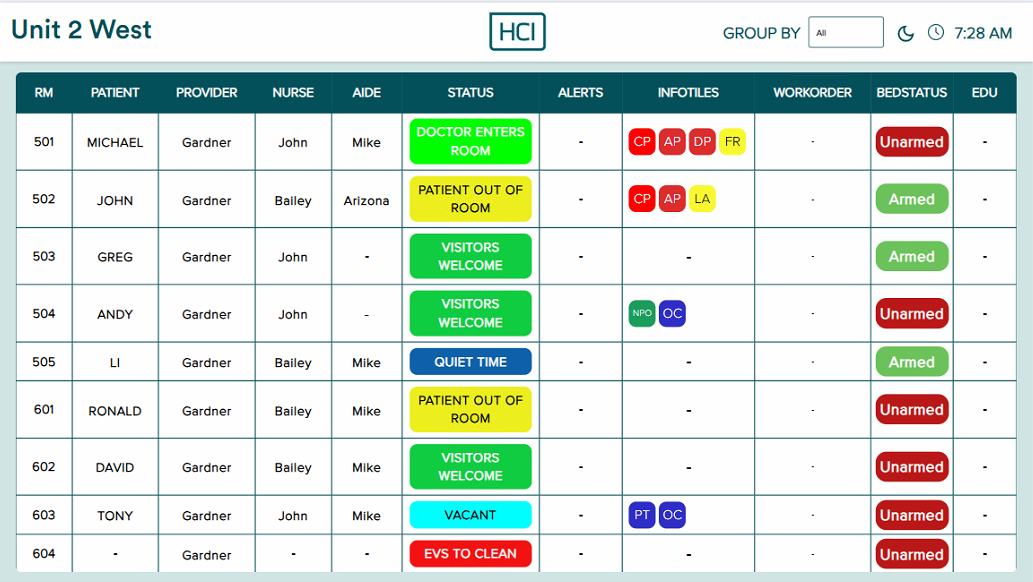 Unit 2 West
HCI
GROUP BY All 7:28 AM
RM PATIENT PROVIDER NURSE AIDE STATUS ALERTS INFOTILES WORKORDER BEDSTATUS EDU
501 MICHAEL Gardner John Mike DOCTOR ENTERS ROOM - CP AP DP FR - Unarmed -
502 JOHN Gardner Bailey Arizona PATIENT OUT OF ROOM - CP AP LA - Armed -
503 GREG Gardner John - VISITORS WELCOME - - - Armed -
504 ANDY Gardner John - VISITORS WELCOME - NPO OC - Unarmed -
505 LI Gardner Bailey Mike QUIET TIME - - - Armed -
601 RONALD Gardner Bailey Mike PATIENT OUT OF ROOM - - - Unarmed -
602 DAVID Gardner Bailey Mike VISITORS WELCOME - - - Unarmed -
603 TONY Gardner John Mike VACANT - PT OC - Unarmed -
604 - Gardner - - EVS TO CLEAN - - - Unarmed -